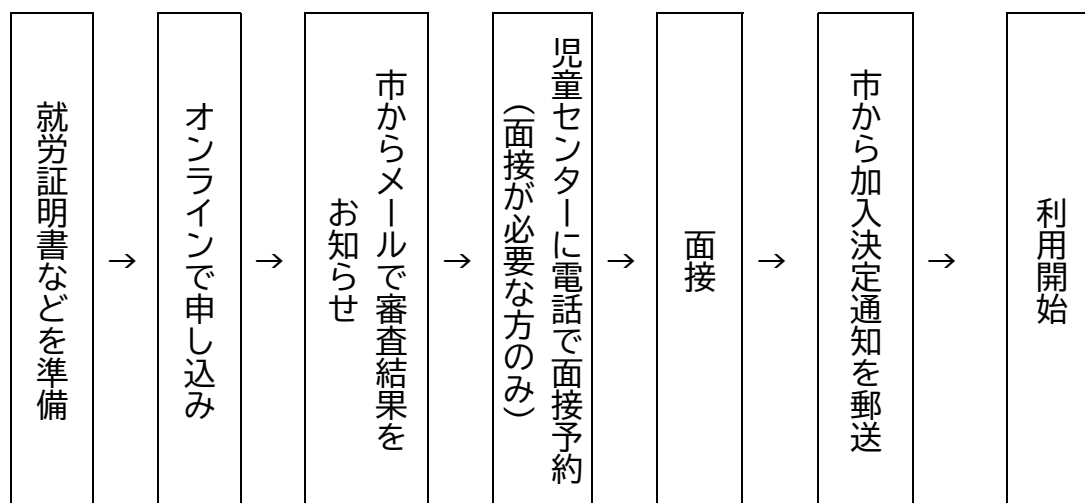 就労証明書などを準備
→
オンラインで申し込み
→
市からメールで審査結果を
お知らせ
→
児童センターに電話で面接予約
（面接が必要な方のみ）
→
面接
→
市から加入決定通知を郵送
→
利用開始